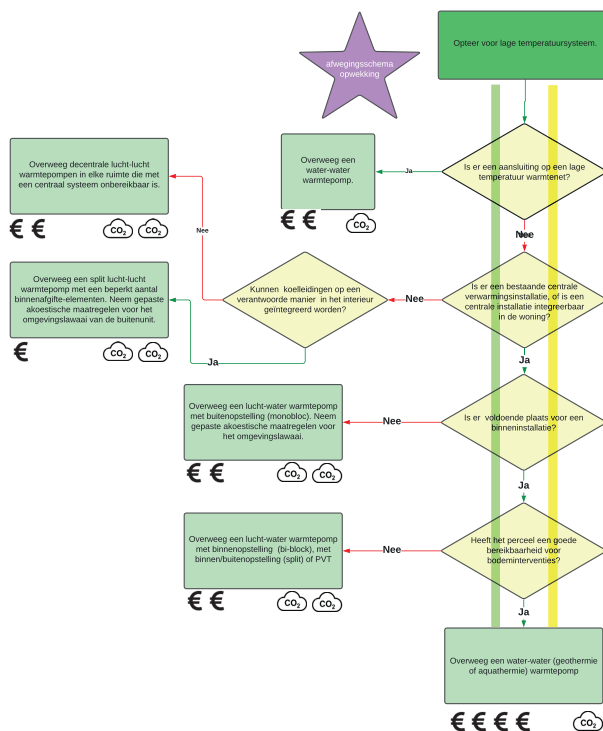 afwegingsschema
opwekking
Opteer voor lage temperatuursysteem.
Is er een aansluiting op een lage
temperatuur warmtenet?
Ja
Overweeg een
water-water
warmtepomp.
€ €
CO2
Nee
Is er een bestaande centrale
verwarmingsinstallatie, of is een
centrale installatie integreerbaar
in de woning?
Nee
Kunnen koelleidingen op een
verantwoorde manier in het interieur
geïntegreerd worden?
Nee
Overweeg decentrale lucht-lucht
warmtepompen in elke ruimte die met
een centraal systeem onbereikbaar is.
€ €
CO2 CO2
Ja
Overweeg een split lucht-lucht
warmtepomp met een beperkt aantal
binnenafgifte-elementen. Neem gepaste
akoestische maatregelen voor het
omgevingslawaai van de buitenunit.
€
CO2 CO2
Ja
Is er voldoende plaats voor een
binneninstallatie?
Nee
Overweeg een lucht-water warmtepomp
met buitenopstelling (monobloc). Neem
gepaste akoestische maatregelen voor
het omgevingslawaai.
€ €
CO2 CO2
Ja
Heeft het perceel een goede
bereikbaarheid voor
bodeminterventies?
Nee
Overweeg een lucht-water warmtepomp
met binnenopstelling (bi-block), met
binnen/buitenopstelling (split) of PVT
€ €
CO2 CO2
Ja
Overweeg een water-water (geothermie
of aquathermie) warmtepomp
€ € € €
CO2